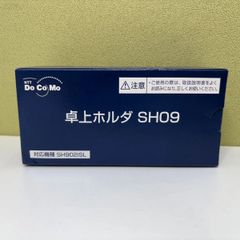 NTT
DoCoMo
注意
ご使用の際は、取扱説明書をよく
お読みになり、正しくお使いください。
卓上ホルダ SH09
対応機種 SH902iSL